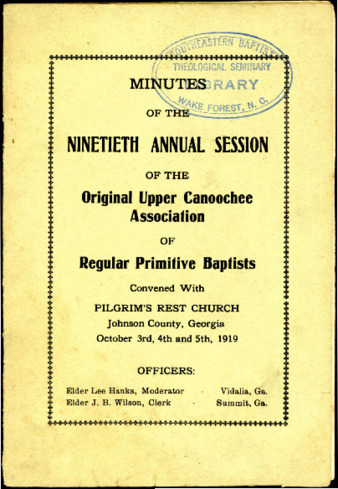 SOUTHEASTERN BAPTIST
THEOLOGICAL SEMINARY
LIBRARY
WAKE FOREST, N. C.
MINUTES
OF THE
NINETIETH ANNUAL SESSION
OF THE
Original Upper Canoochee
Association
OF
Regular Primitive Baptists
Convened With
PILGRIM'S REST CHURCH
Johnson County, Georgia
October 3rd, 4th and 5th, 1919
OFFICERS:
Elder Lee Hanks, Moderator - Vidalia, Ga.
Elder J. B. Wilson, Clerk - Summit, Ga.